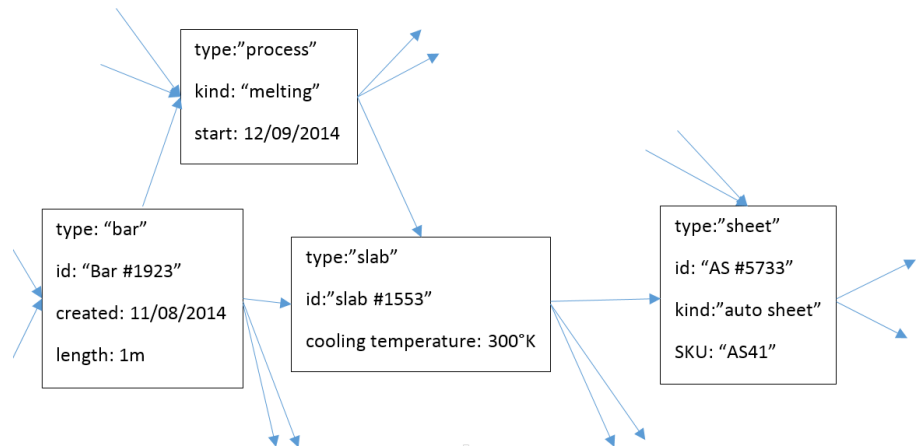 type:”process”
kind: “melting”
start: 12/09/2014
type: “bar”
id: “Bar #1923”
created: 11/08/2014
length: 1m
type:”slab”
id:”slab #1553”
cooling temperature: 300°K
type:”sheet”
id: “AS #5733”
kind:”auto sheet”
SKU: “AS41”